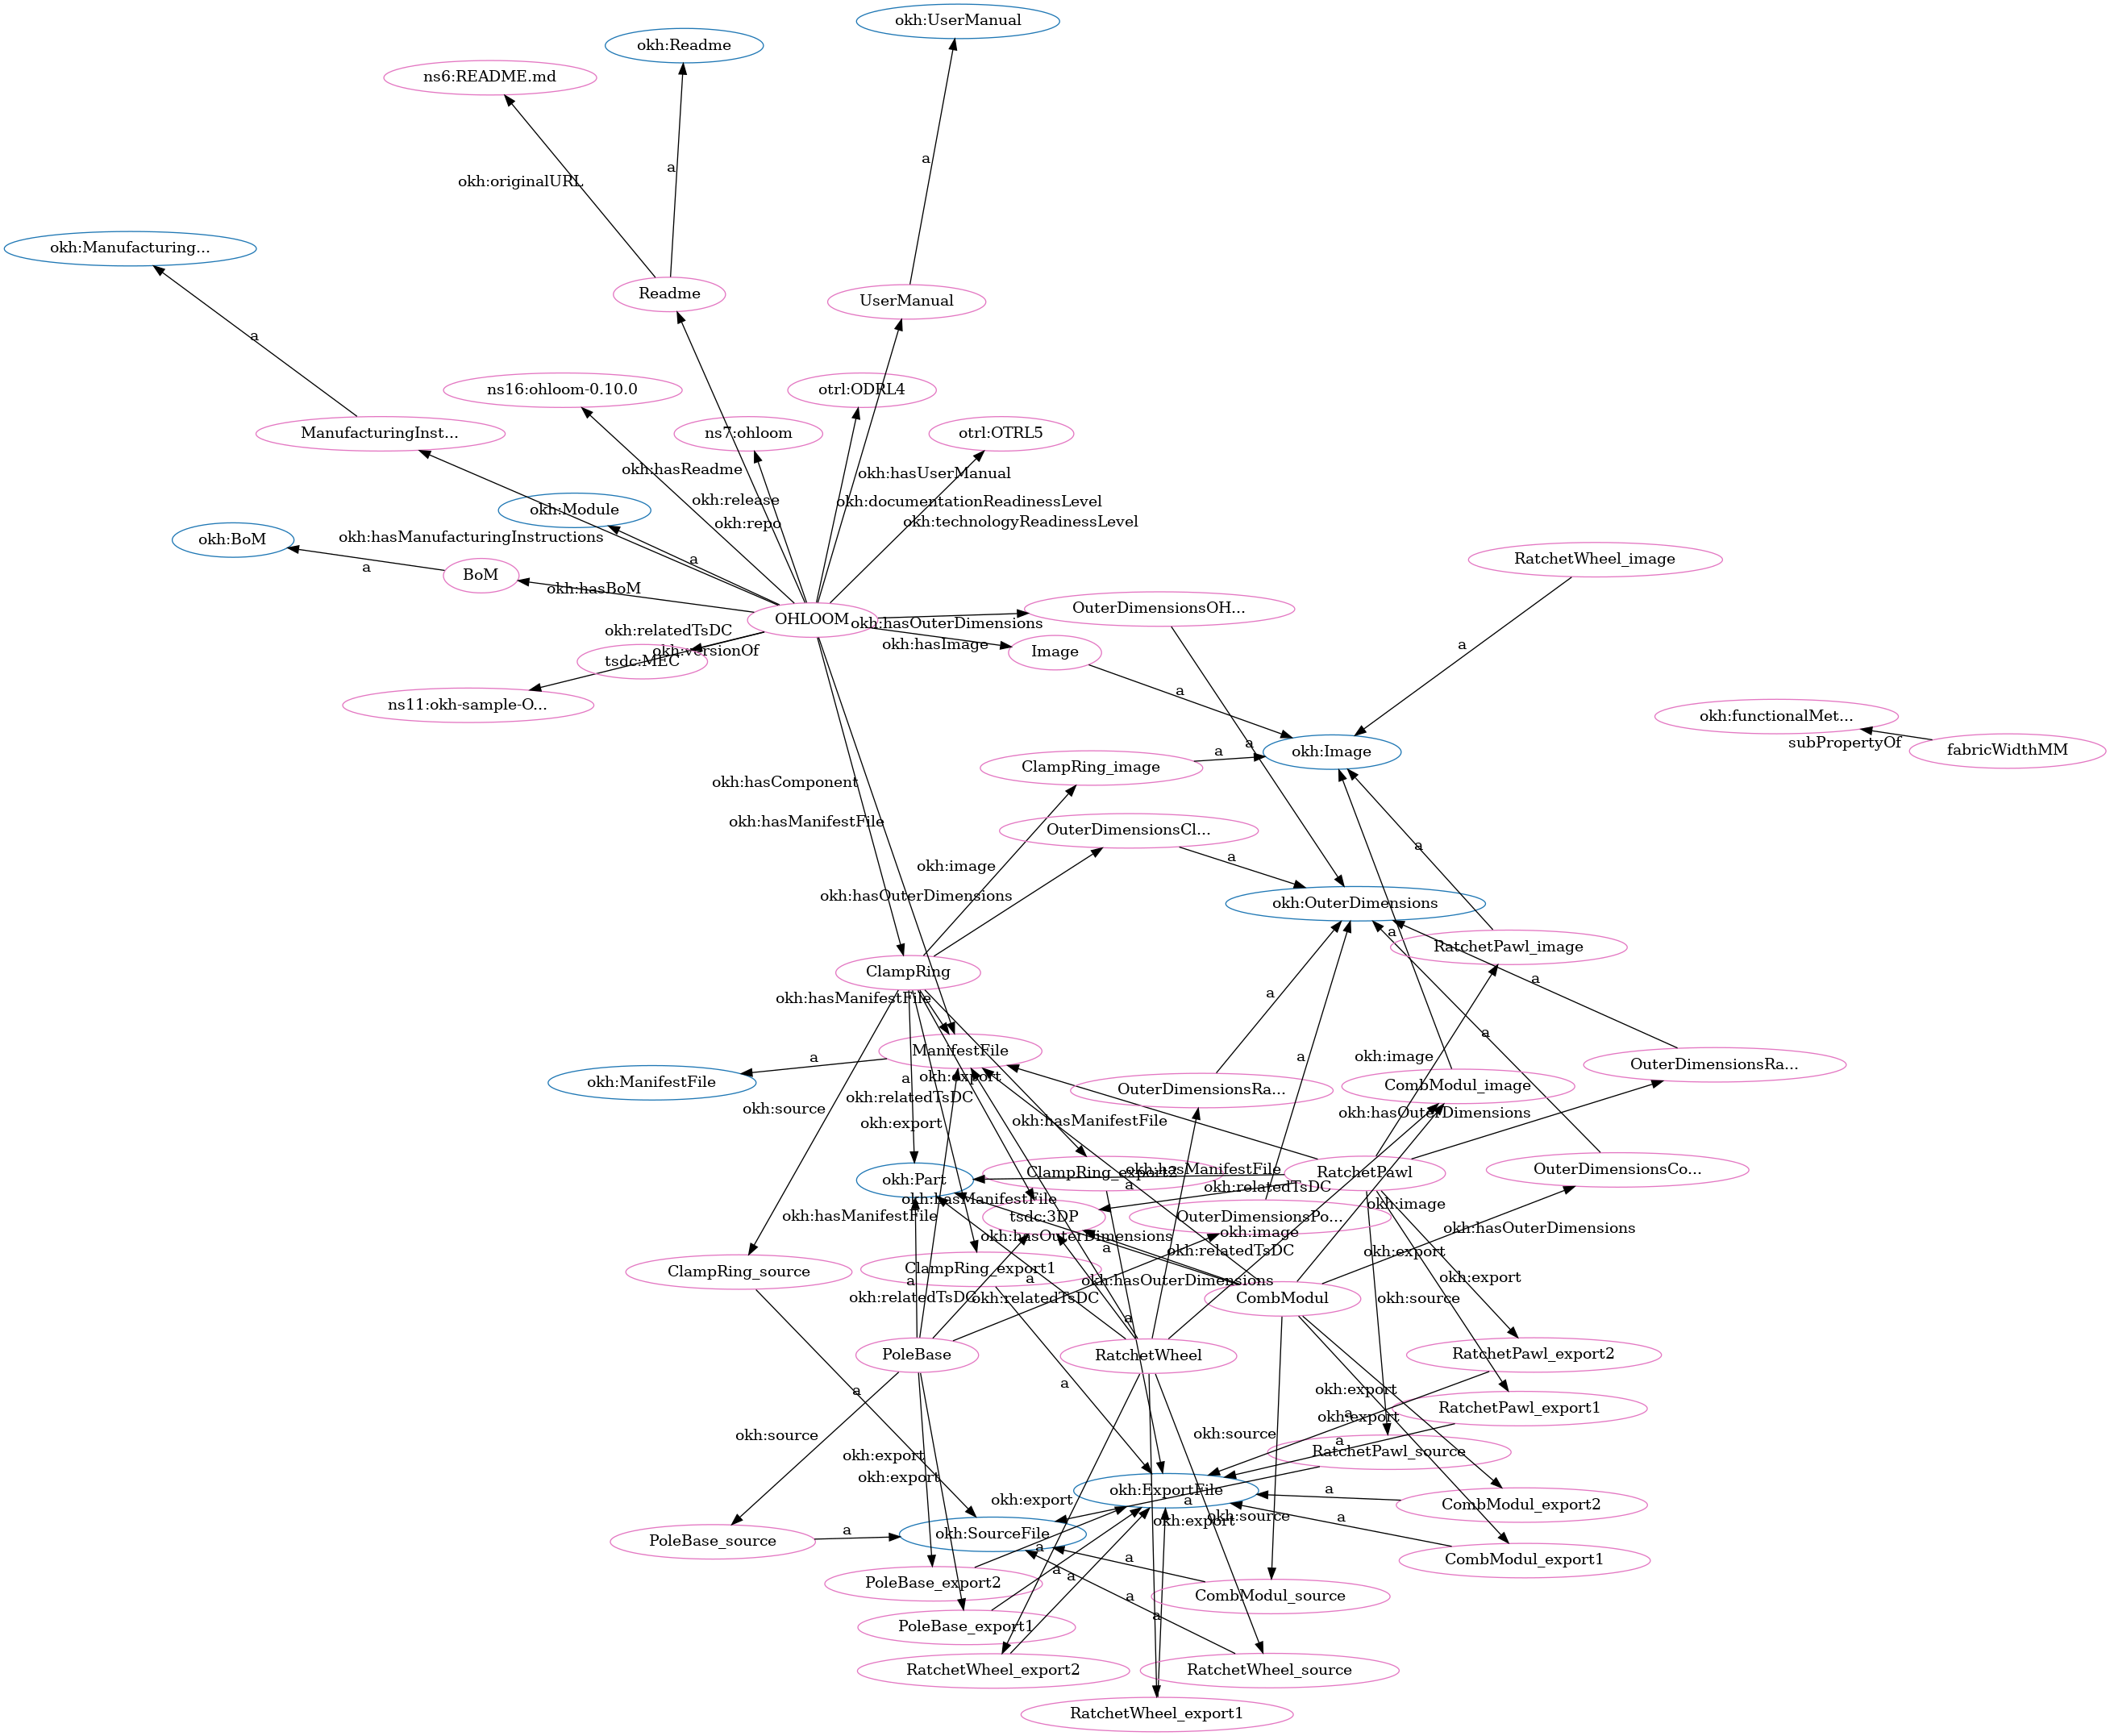 okh:UserManual
okh:Readme
ns6:README.md
a
a
okh:originalURL
okh:Manufacturing...
Readme
UserManual
a
ns16:ohloom-0.10.0
otrl:ODRL4
ManufacturingInst...
ns7:ohloom
otrl:OTRL5
okh:hasReadme
okh:hasUserManual
okh:release
okh:documentationReadinessLevel
okh:Module
okh:repo
okh:technologyReadinessLevel
okh:BoM
okh:hasManufacturingInstructions
a
RatchetWheel_image
a
BoM
okh:hasBoM
OuterDimensionsOH...
OHLOOM
okh:hasOuterDimensions
okh:relatedTsDC
okh:hasImage
a
okh:versionOf
Image
tsdc:MEC
a
ns11:okh-sample-O...
okh:functionalMet...
subPropertyOf
fabricWidthMM
a
a
okh:Image
ClampRing_image
okh:hasComponent
okh:hasManifestFile
OuterDimensionsCl...
a
a
okh:image
okh:hasOuterDimensions
okh:OuterDimensions
a
RatchetPawl_image
ClampRing
a
a
okh:hasManifestFile
a
ManifestFile
a
okh:image
a
OuterDimensionsRa...
okh:ManifestFile
a
okh:export
CombModul_image
OuterDimensionsRa...
okh:relatedTsDC
okh:source
okh:hasOuterDimensions
okh:export
okh:hasManifestFile
okh:Part
ClampRing_export2
okh:hasManifestFile
RatchetPawl
OuterDimensionsCo...
a
okh:relatedTsDC
okh:hasManifestFile
okh:image
okh:hasManifestFile
tsdc:3DP
OuterDimensionsPo...
okh:hasOuterDimensions
okh:image
okh:hasOuterDimensions
a
okh:relatedTsDC
okh:export
ClampRing_source
ClampRing_export1
a
a
okh:hasOuterDimensions
okh:export
okh:relatedTsDC
okh:relatedTsDC
CombModul
okh:source
a
PoleBase
RatchetWheel
RatchetPawl_export2
a
a
okh:export
RatchetPawl_export1
a
okh:export
okh:source
okh:source
a
RatchetPawl_source
okh:export
okh:export
okh:ExportFile
a
okh:export
a
CombModul_export2
okh:source
okh:export
a
okh:SourceFile
a
PoleBase_source
a
a
CombModul_export1
a
a
PoleBase_export2
a
CombModul_source
a
PoleBase_export1
RatchetWheel_export2
RatchetWheel_source
RatchetWheel_export1